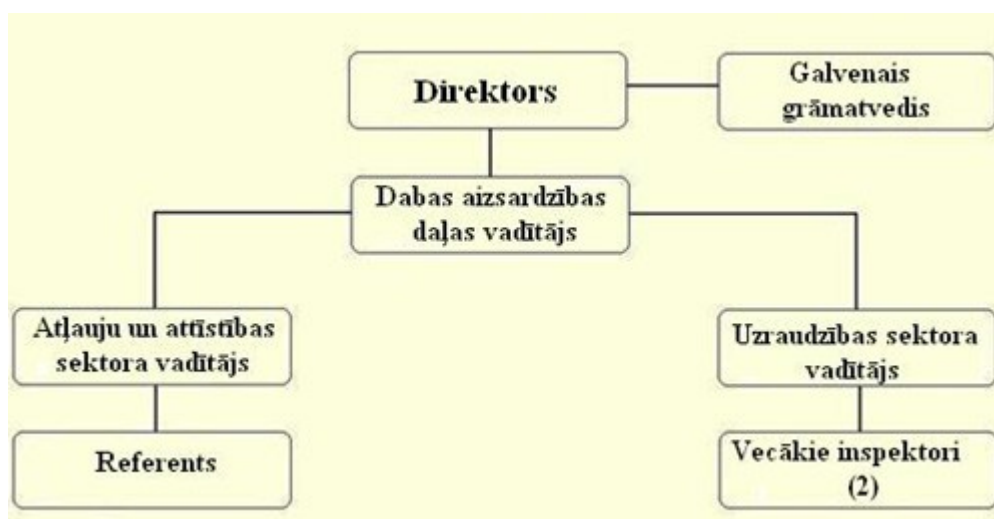 Direktors
Galvenais
grāmatvedis
Dabas aizsardzības
daļas vadītājs
Atļauju un attīstības
sektora vadītājs
Uzraudzības sektora
vadītājs
Referents
Vecākie inspektori
(2)